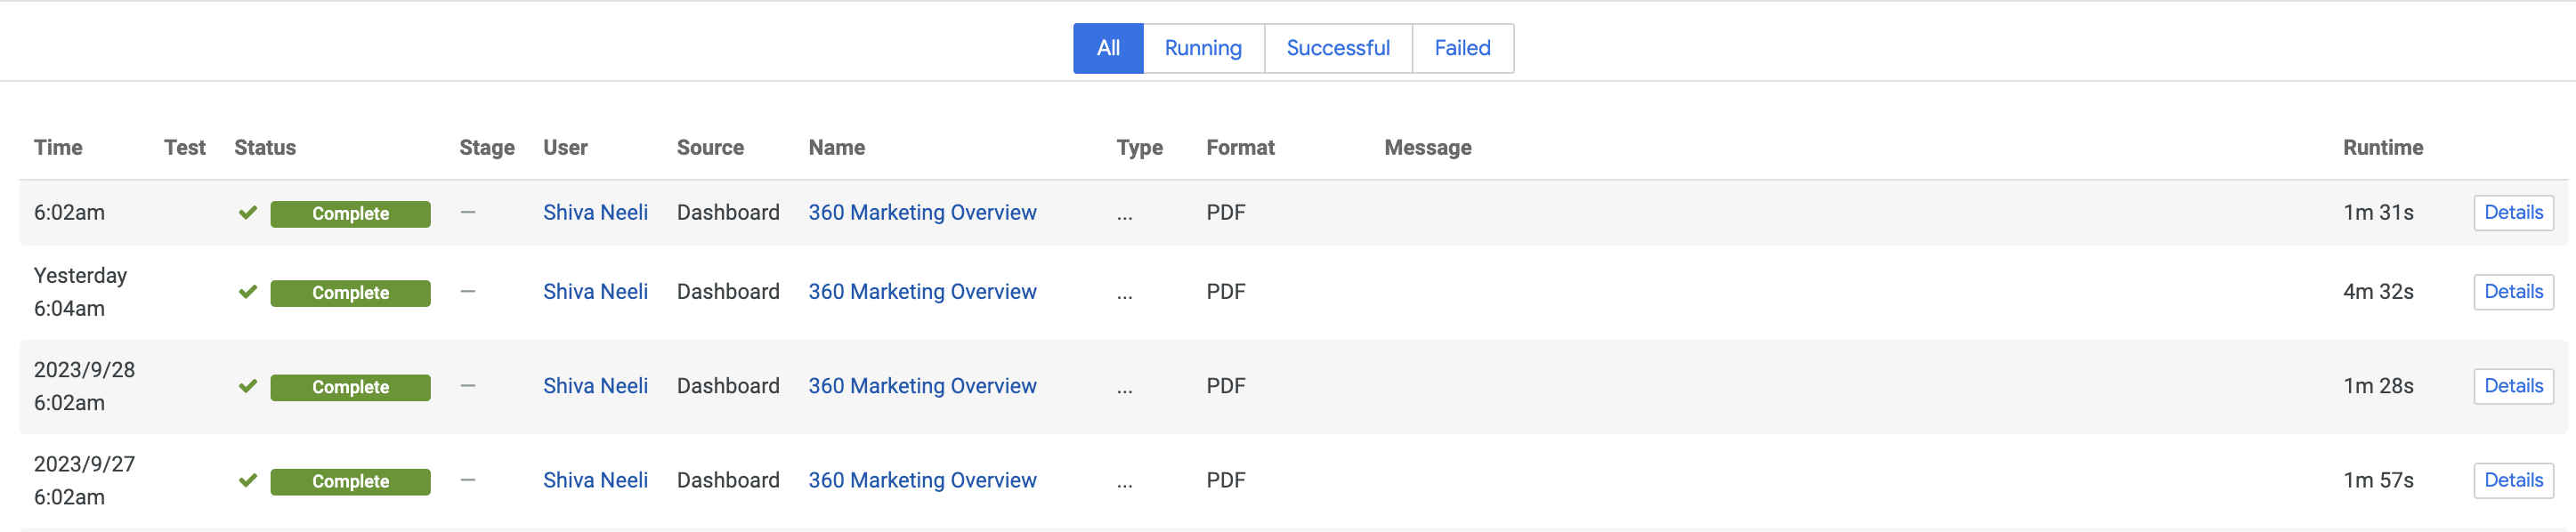 All Running Successful Failed
Time Test Status Stage User Source Name Type Format Message Runtime
6:02am Complete — Shiva Neeli Dashboard 360 Marketing Overview ... PDF 1m 31s Details
Yesterday
6:04am Complete — Shiva Neeli Dashboard 360 Marketing Overview ... PDF 4m 32s Details
2023/9/28
6:02am Complete — Shiva Neeli Dashboard 360 Marketing Overview ... PDF 1m 28s Details
2023/9/27
6:02am Complete — Shiva Neeli Dashboard 360 Marketing Overview ... PDF 1m 57s Details